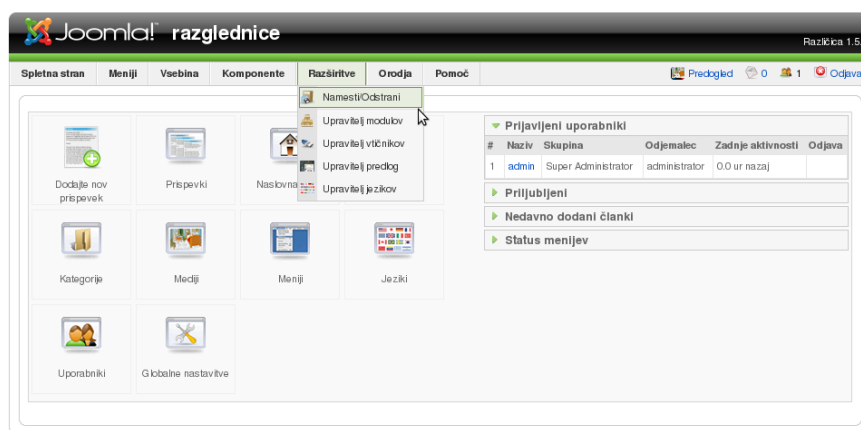 Joomla! razglednice
Različica 1.5.
Spletna stran Meniji Vsebina Komponente Razširitve Orodja Pomoč Predogled 0 1 Odjava
Namesti/Odstrani
Upravitelj modulov
Upravitelj vtičnikov
Upravitelj predlog
Upravitelj jezikov
Dodajte nov
prispevek
Prispevki
Naslovna
Kategorije
Mediji
Meniji
Jeziki
Uporabniki
Globalne nastavitve
Prijavljeni uporabniki
# Naziv Skupina Odjemalec Zadnje aktivnosti Odjava
1 admin Super Administrator administrator 0.0 ur nazaj
Priljubljeni
Nedavno dodani članki
Status menijev